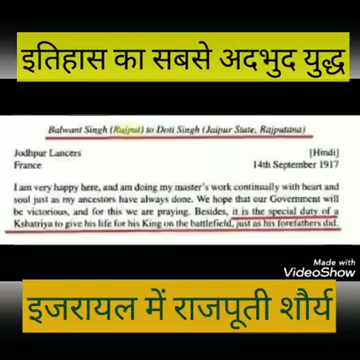 इतिहास का सबसे अदभुद युद्ध
Balwant Singh (Rajput) to Doti Singh (Jaipur State, Rajputana)
Jodhpur Lancers [Hindi]
France 14th September 1917
I am very happy here, and am doing my master's work continually with heart and
soul just as my ancestors have always done. We hope that our Government will
be victorious, and for this we are praying. Besides, it is the special duty of a
Kshatriya to give his life for his King on the battlefield, just as his forefathers did.
Made with
VideoShow
इजरायल में राजपूती शौर्य